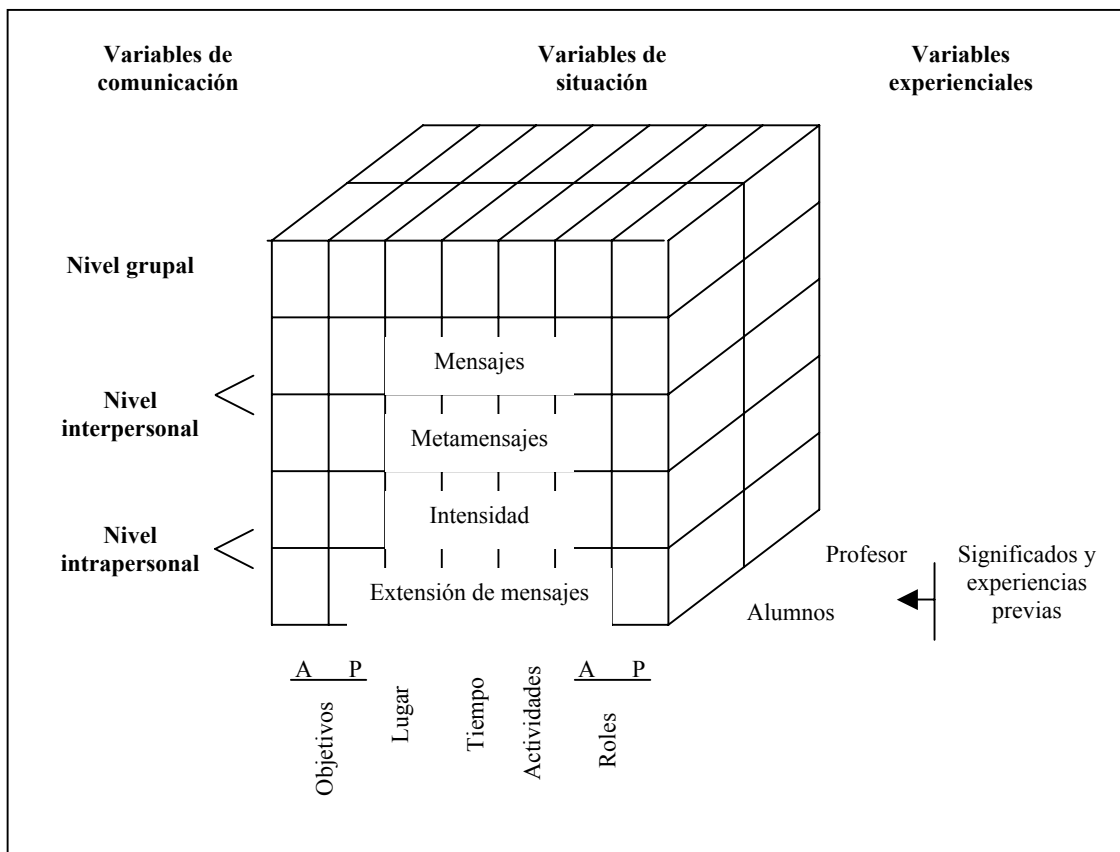 Variables de
comunicación
Variables de
situación
Variables
experienciales
Nivel grupal
Mensajes
Nivel
interpersonal
Metamensajes
Intensidad
Nivel
intrapersonal
Extensión de mensajes
Profesor
Alumnos
Significados y
experiencias
previas
A P
Objetivos
Lugar
Tiempo
Actividades
A P
Roles